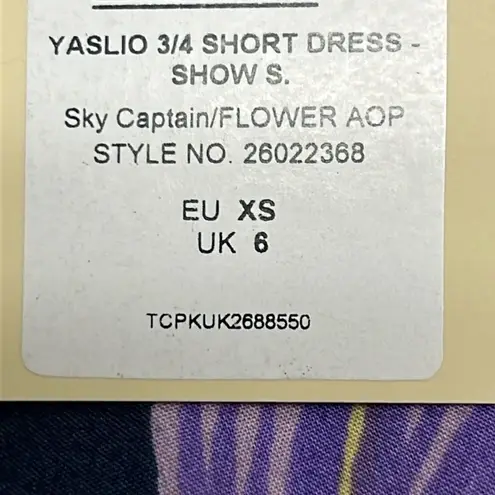 YASLIO 3/4 SHORT DRESS -
SHOW S.
Sky Captain/FLOWER AOP
STYLE NO. 26022368
EU XS
UK 6
TCPKUK2688550